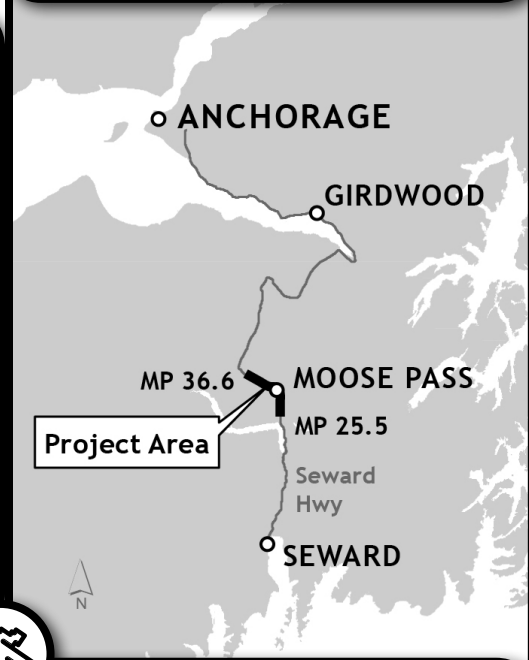 ANCHORAGE
GIRDWOOD
MP 36.6
MOOSE PASS
MP 25.5
Project Area
Seward
Hwy
SEWARD
N